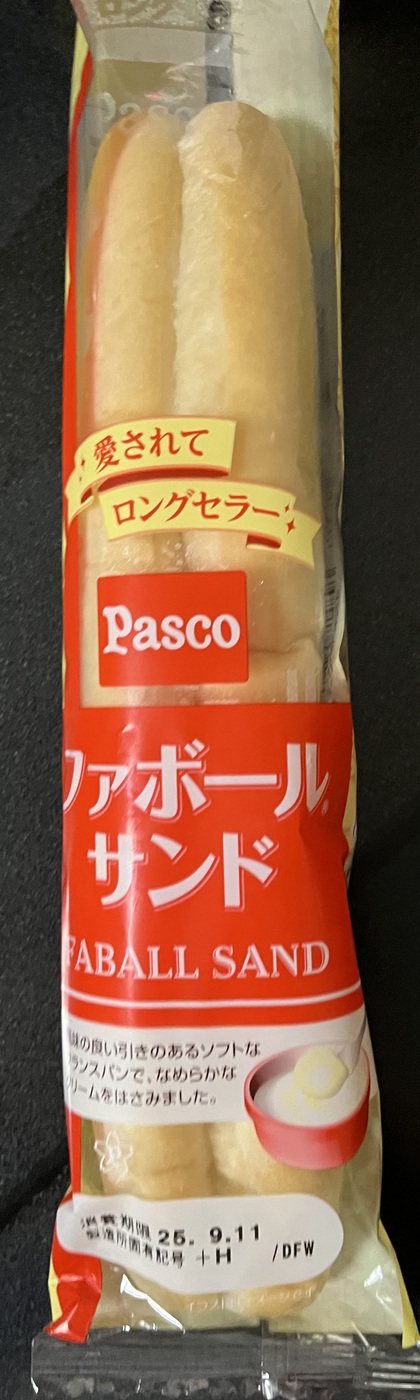 愛されて
ロングセラー
Pasco
ファボール
サンド
FABALL SAND
味の良い引きのあるソフトな
ランスパンで、なめらかな
リームをはさみました。
消費期限 25. 9.11
製造所固有記号 +H /DFW